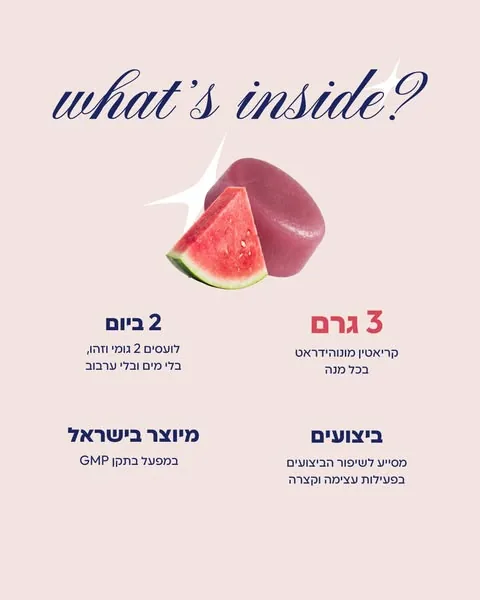 what's inside?
3 גרם
קריאטין מונוהידראט
בכל מנה
2 ביום
לועסים 2 גומי וזהו,
בלי מים ובלי ערבוב
ביצועים
מסייע לשיפור הביצועים
בפעילות עצימה וקצרה
מיוצר בישראל
במפעל בתקן GMP